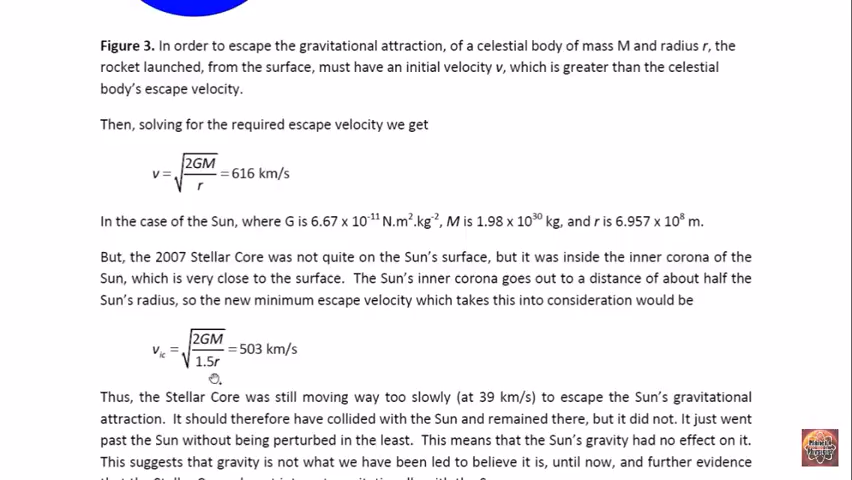 Figure 3. In order to escape the gravitational attraction, of a celestial body of mass M and radius r, the
rocket launched, from the surface, must have an initial velocity v, which is greater than the celestial
body's escape velocity.
Then, solving for the required escape velocity we get
v = √(2GM/r) = 616 km/s
In the case of the Sun, where G is 6.67 x 10⁻¹¹ N.m².kg⁻², M is 1.98 x 10³⁰ kg, and r is 6.957 x 10⁸ m.
But, the 2007 Stellar Core was not quite on the Sun's surface, but it was inside the inner corona of the
Sun, which is very close to the surface. The Sun's inner corona goes out to a distance of about half the
Sun's radius, so the new minimum escape velocity which takes this into consideration would be
v_ic = √(2GM/1.5r) = 503 km/s
Thus, the Stellar Core was still moving way too slowly (at 39 km/s) to escape the Sun's gravitational
attraction. It should therefore have collided with the Sun and remained there, but it did not. It just went
past the Sun without being perturbed in the least. This means that the Sun's gravity had no effect on it.
This suggests that gravity is not what we have been led to believe it is, until now, and further evidence